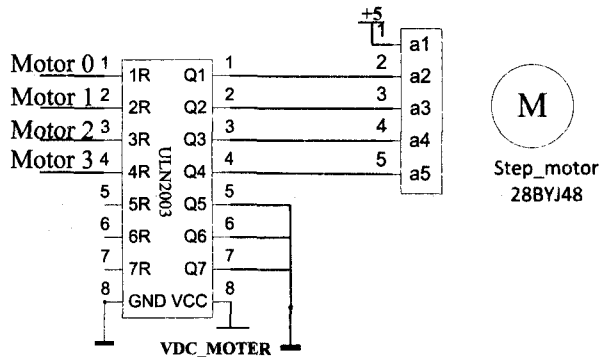 +5
1 a1
Motor 0 1 1R Q1 1 2 a2
Motor 1 2 2R Q2 2 3 a3
Motor 2 3 3R Q3 3 4 a4
Motor 3 4 4R Q4 4 5 a5
5 5R Q5 5
6 6R Q6 6
7 7R Q7 7
8 GND VCC 8
ULN2003
VDC_MOTER
M
Step_motor
28BYJ48